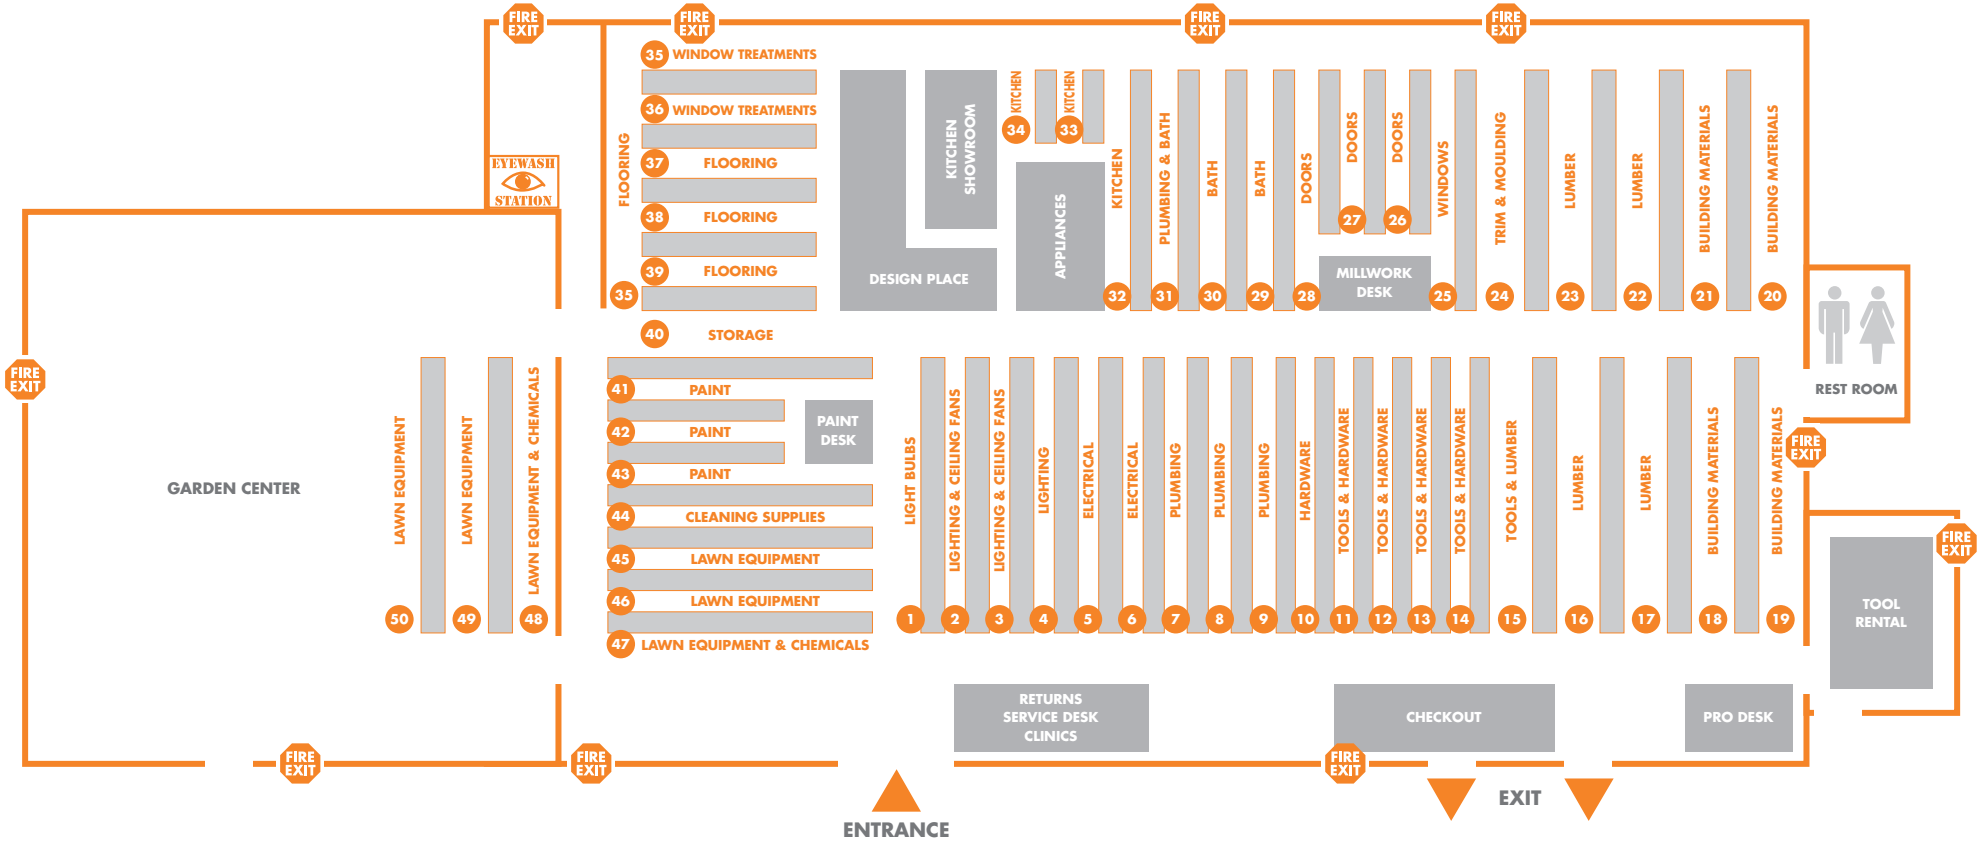 FIRE
EXIT
FIRE
EXIT
FIRE
EXIT
FIRE
EXIT
35 WINDOW TREATMENTS
36 WINDOW TREATMENTS
37 FLOORING
38 FLOORING
39 FLOORING
FLOORING
35
40 STORAGE
EYEWASH
STATION
DESIGN PLACE
KITCHEN
SHOWROOM
KITCHEN
34
KITCHEN
33
APPLIANCES
KITCHEN
32
PLUMBING & BATH
31
BATH
30
BATH
29
DOORS
28
DOORS
27
DOORS
26
MILLWORK
DESK
WINDOWS
25
TRIM & MOULDING
24
LUMBER
23
LUMBER
22
BUILDING MATERIALS
21
BUILDING MATERIALS
20
REST ROOM
FIRE
EXIT
FIRE
EXIT
GARDEN CENTER
LAWN EQUIPMENT
50
LAWN EQUIPMENT
49
LAWN EQUIPMENT & CHEMICALS
48
41 PAINT
42 PAINT
43 PAINT
PAINT
DESK
44 CLEANING SUPPLIES
45 LAWN EQUIPMENT
46 LAWN EQUIPMENT
47 LAWN EQUIPMENT & CHEMICALS
LIGHT BULBS
1
LIGHTING & CEILING FANS
2
LIGHTING & CEILING FANS
3
LIGHTING
4
ELECTRICAL
5
ELECTRICAL
6
PLUMBING
7
PLUMBING
8
PLUMBING
9
HARDWARE
10
TOOLS & HARDWARE
11
TOOLS & HARDWARE
12
TOOLS & HARDWARE
13
TOOLS & HARDWARE
14
TOOLS & LUMBER
15
LUMBER
16
LUMBER
17
BUILDING MATERIALS
18
BUILDING MATERIALS
19
FIRE
EXIT
TOOL
RENTAL
RETURNS
SERVICE DESK
CLINICS
CHECKOUT
PRO DESK
FIRE
EXIT
FIRE
EXIT
FIRE
EXIT
ENTRANCE
EXIT